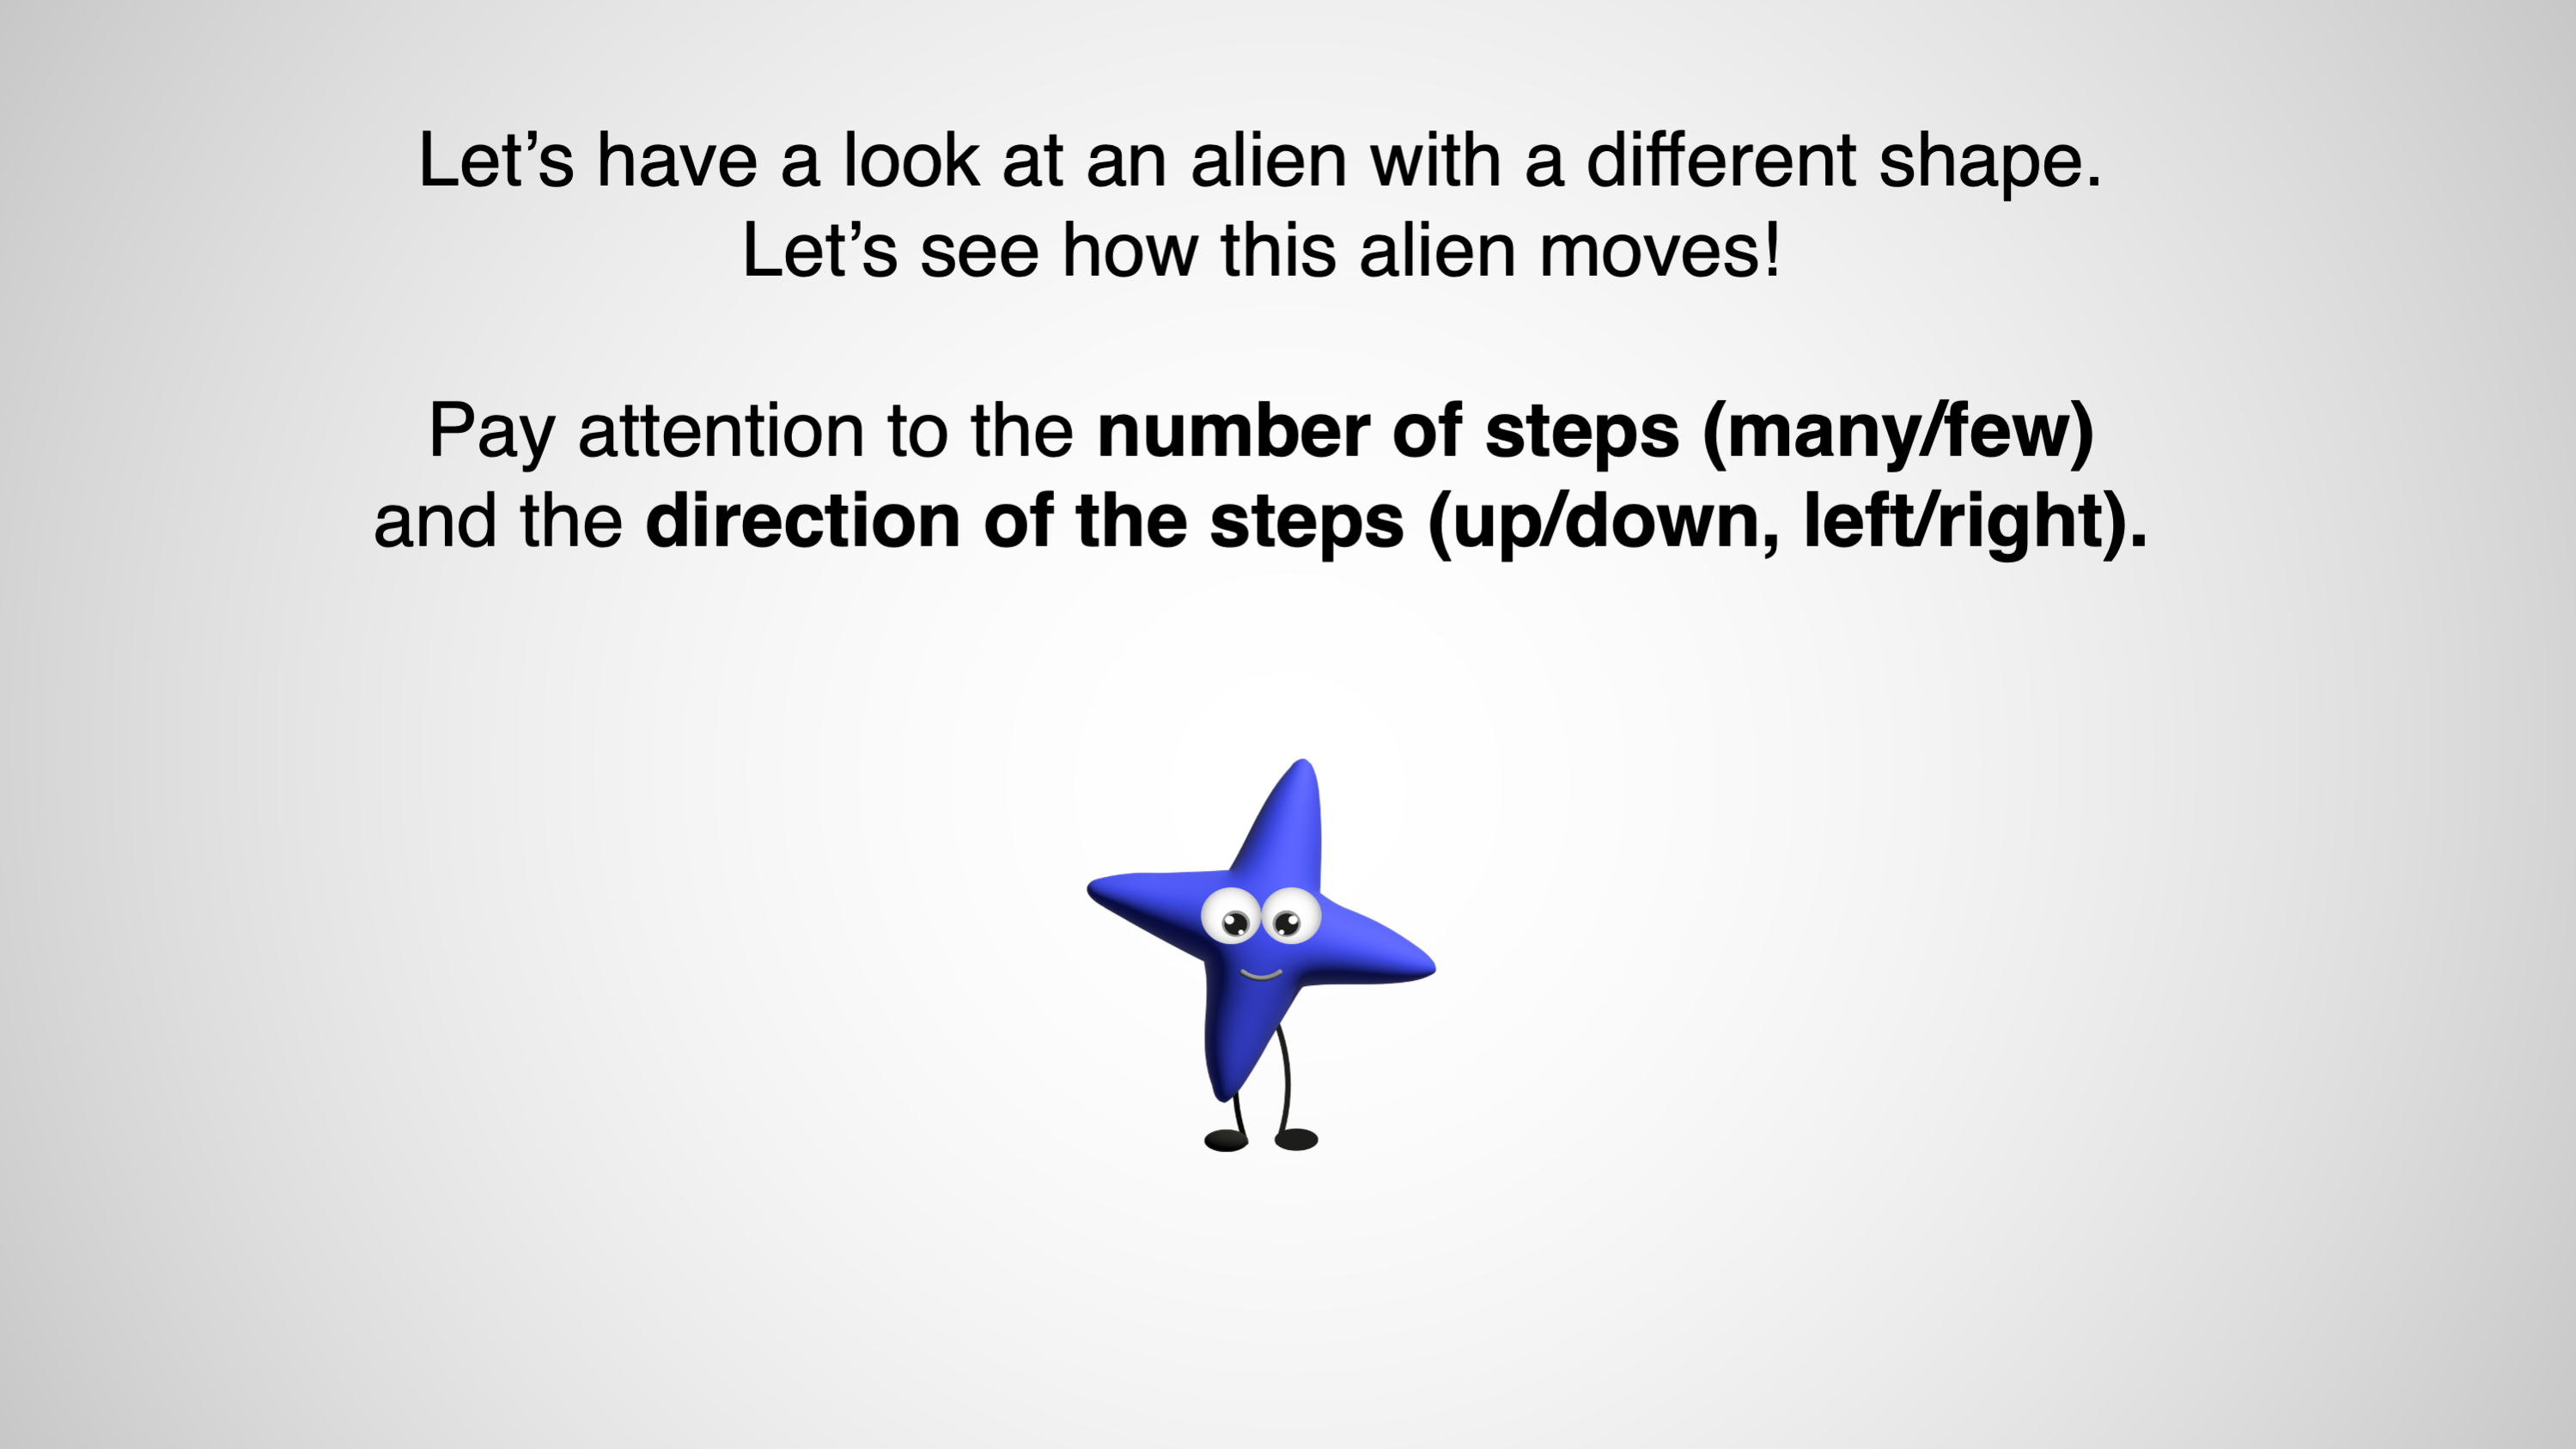 Let’s have a look at an alien with a different shape.
Let’s see how this alien moves!
Pay attention to the number of steps (many/few)
and the direction of the steps (up/down, left/right).